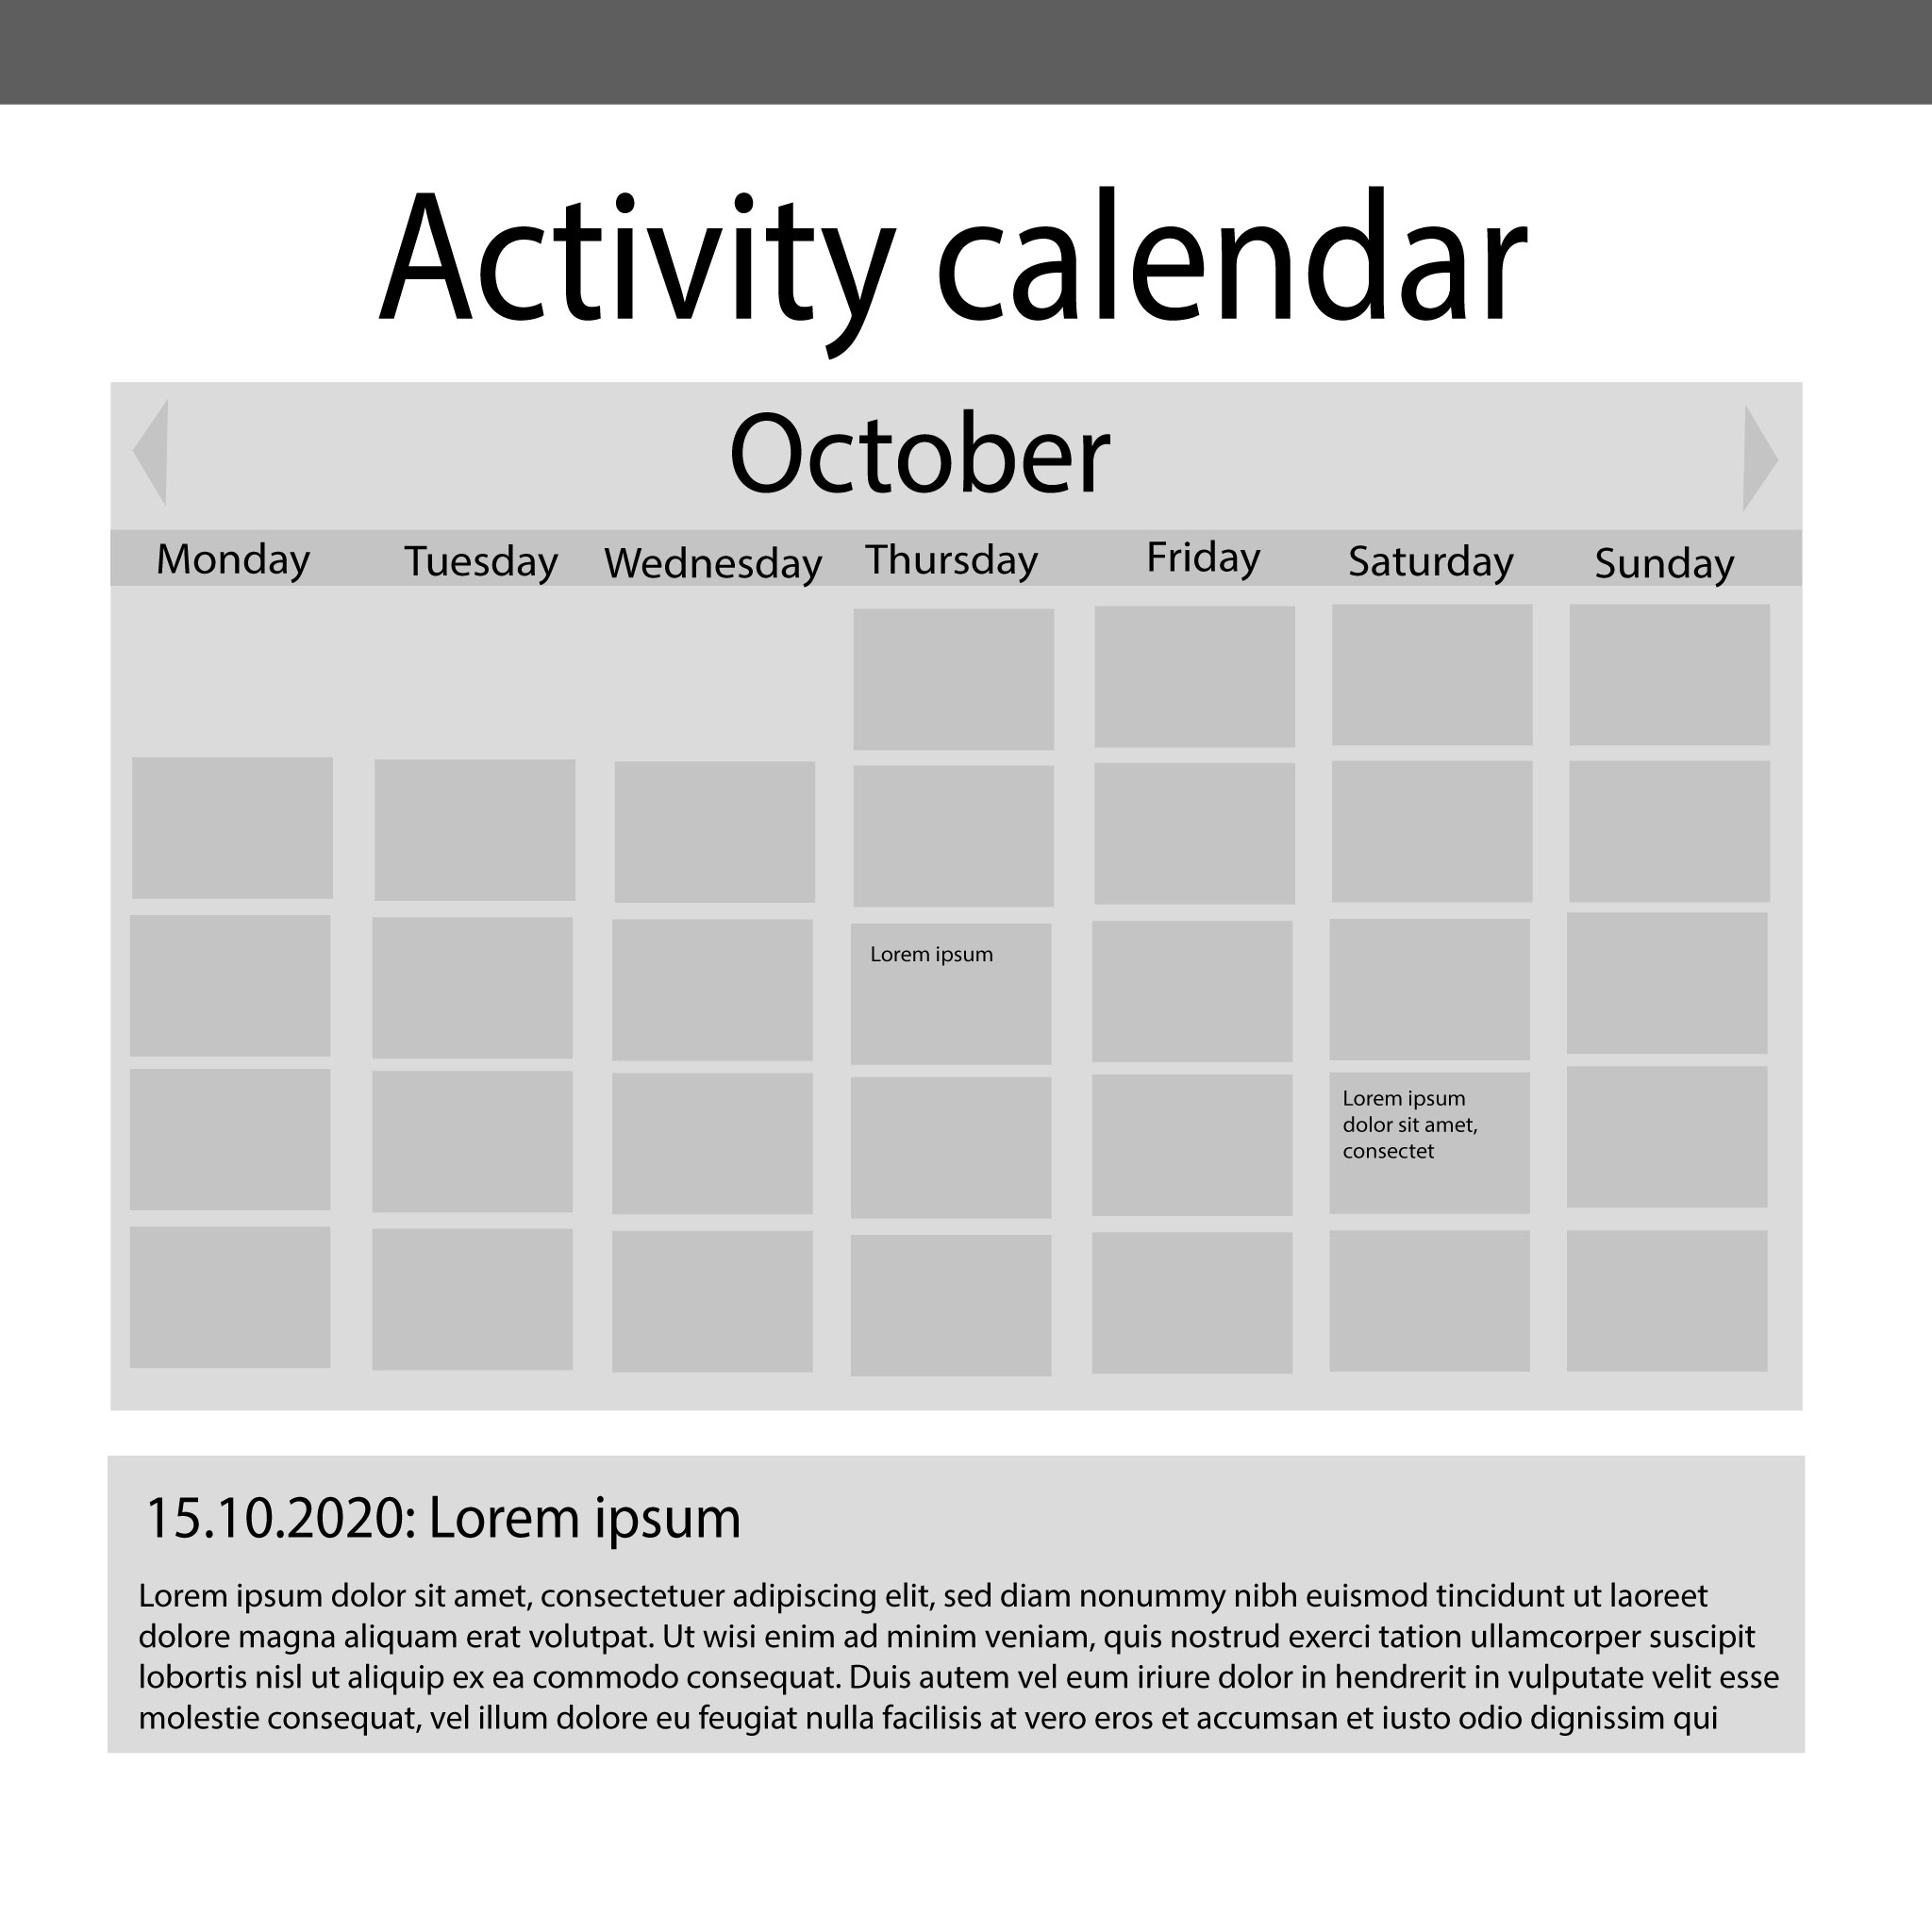 Activity calendar
October
Monday Tuesday Wednesday Thursday Friday Saturday Sunday
Lorem ipsum
Lorem ipsum
dolor sit amet,
consectet
15.10.2020: Lorem ipsum
Lorem ipsum dolor sit amet, consectetuer adipiscing elit, sed diam nonummy nibh euismod tincidunt ut laoreet
dolore magna aliquam erat volutpat. Ut wisi enim ad minim veniam, quis nostrud exerci tation ullamcorper suscipit
lobortis nisl ut aliquip ex ea commodo consequat. Duis autem vel eum iriure dolor in hendrerit in vulputate velit esse
molestie consequat, vel illum dolore eu feugiat nulla facilisis at vero eros et accumsan et iusto odio dignissim qui